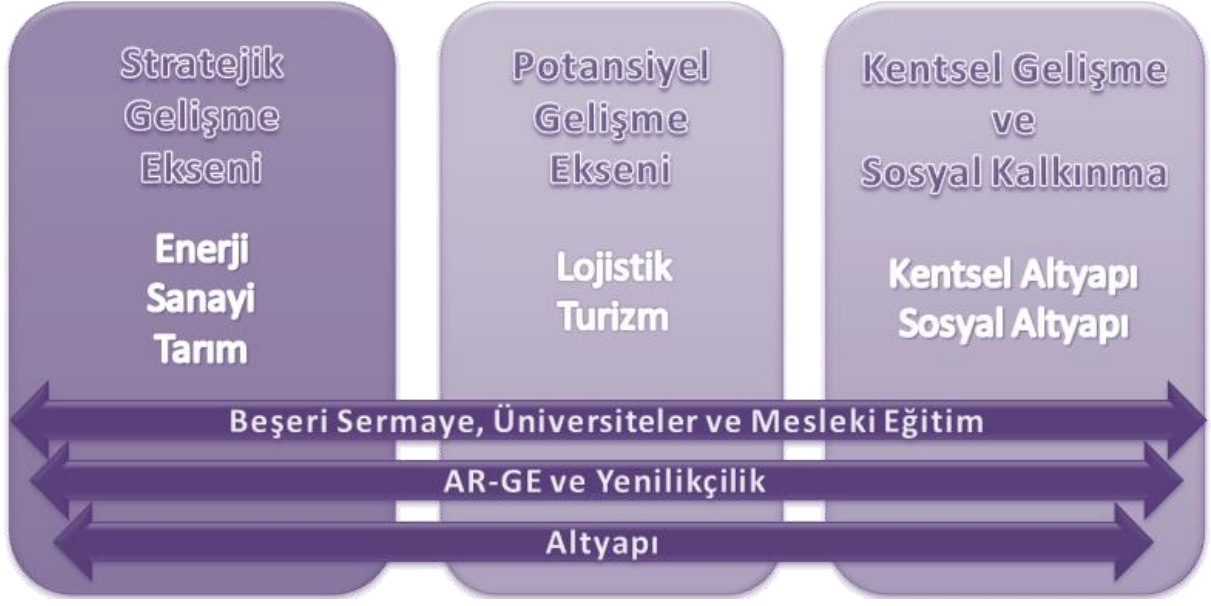 Stratejik
Gelişme
Ekseni
Enerji
Sanayi
Tarım
Potansiyel
Gelişme
Ekseni
Lojistik
Turizm
Kentsel Gelişme
ve
Sosyal Kalkınma
Kentsel Altyapı
Sosyal Altyapı
Beşeri Sermaye, Üniversiteler ve Mesleki Eğitim
AR-GE ve Yenilikçilik
Altyapı